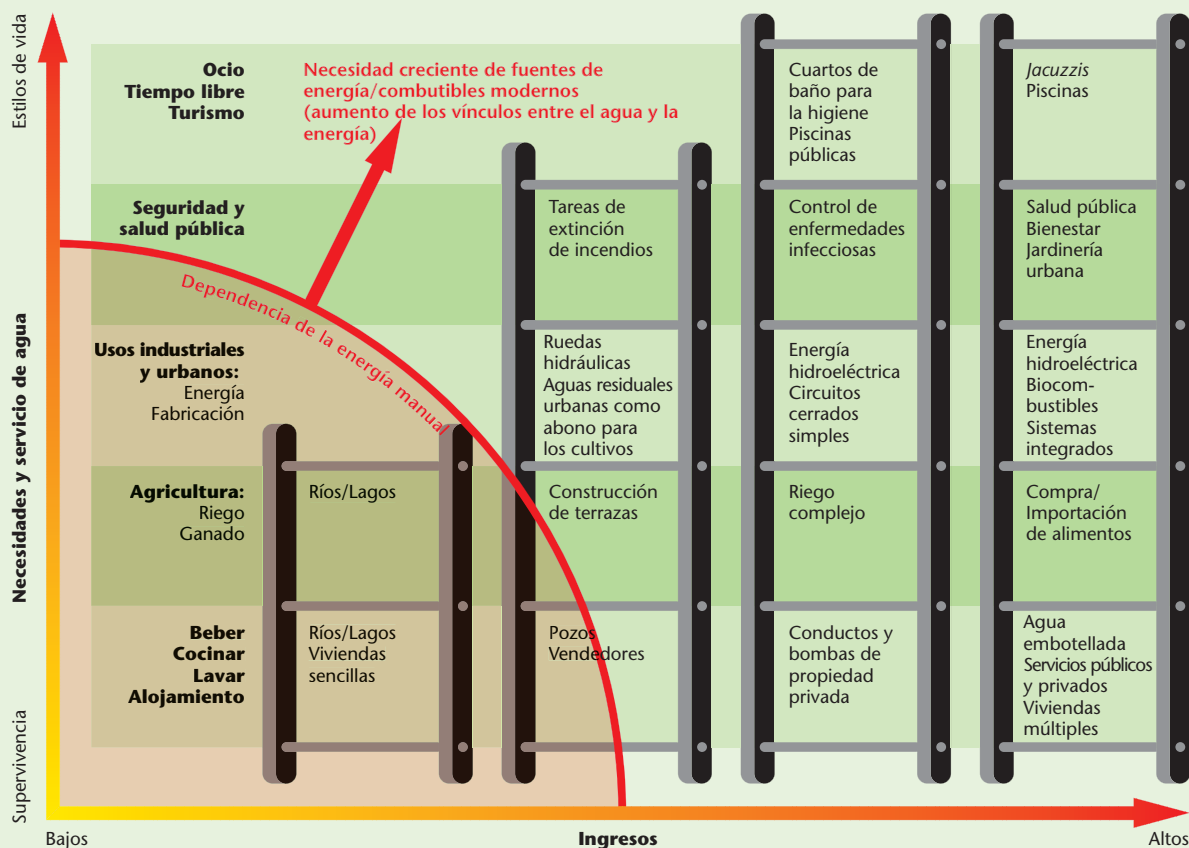 Estilos de vida
Necesidades y servicio de agua
Supervivencia
Ocio
Tiempo libre
Turismo
Necesidad creciente de fuentes de
energía/combutibles modernos
(aumento de los vínculos entre el agua y la
energía)
Cuartos de
baño para
la higiene
Piscinas
públicas
Jacuzzis
Piscinas
Seguridad y
salud pública
Tareas de
extinción
de incendios
Control de
enfermedades
infecciosas
Salud pública
Bienestar
Jardinería
urbana
Dependencia de la energía manual
Usos industriales
y urbanos:
Energía
Fabricación
Ruedas
hidráulicas
Aguas residuales
urbanas como
abono para
los cultivos
Energía
hidroeléctrica
Circuitos
cerrados
simples
Energía
hidroeléctrica
Biocom-
bustibles
Sistemas
integrados
Agricultura:
Riego
Ganado
Ríos/Lagos
Construcción
de terrazas
Riego
complejo
Compra/
Importación
de alimentos
Beber
Cocinar
Lavar
Alojamiento
Ríos/Lagos
Viviendas
sencillas
Pozos
Vendedores
Conductos y
bombas de
propiedad
privada
Agua
embotellada
Servicios públicos
y privados
Viviendas
múltiples
Bajos
Ingresos
Altos